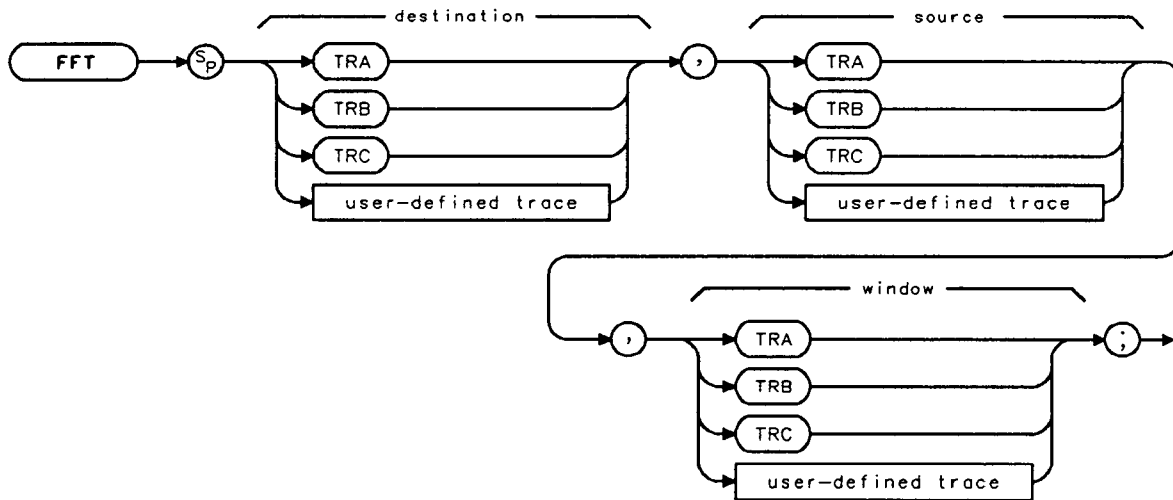 destination source
FFT Sp TRA , TRA
TRB TRB
TRC TRC
user-defined trace user-defined trace
window
, TRA ;
TRB
TRC
user-defined trace